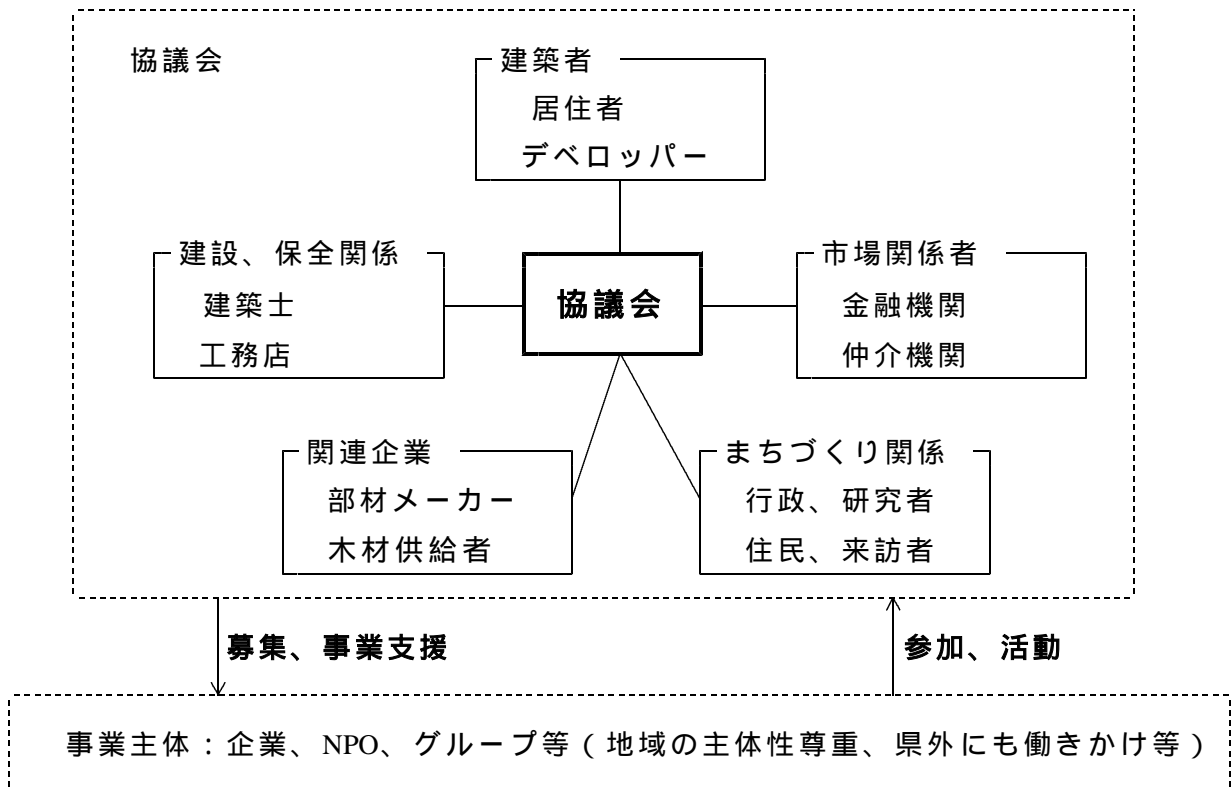 協議会
建築者
居住者
デベロッパー
建設、保全関係
建築士
工務店
協議会
市場関係者
金融機関
仲介機関
関連企業
部材メーカー
木材供給者
まちづくり関係
行政、研究者
住民、来訪者
募集、事業支援
参加、活動
事業主体：企業、NPO、グループ等（地域の主体性尊重、県外にも働きかけ等）